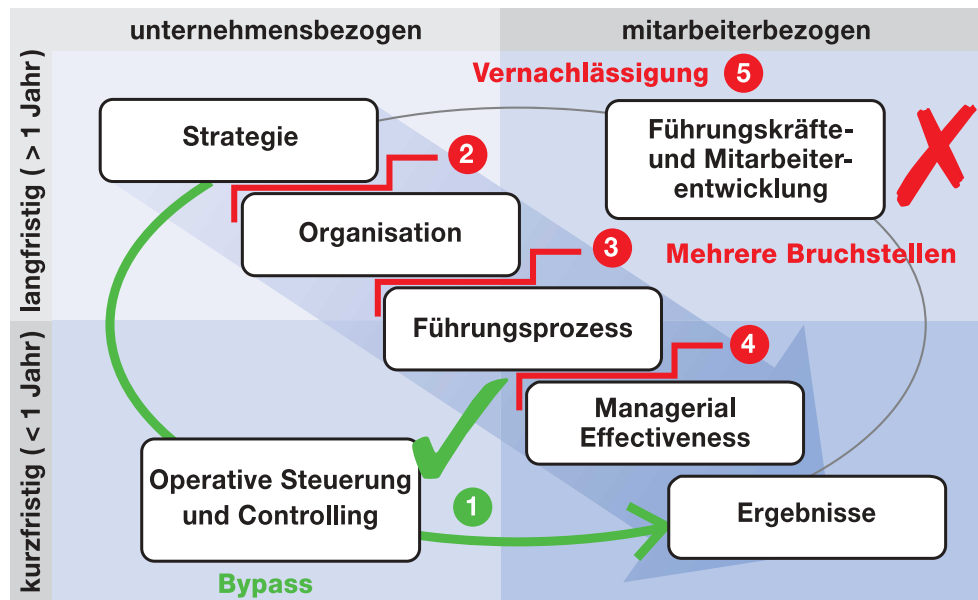 unternehmensbezogen
mitarbeiterbezogen
langfristig ( > 1 Jahr)
kurzfristig ( < 1 Jahr)
Vernachlässigung 5
Strategie
Führungskräfte-
und Mitarbeiter-
entwicklung
2
Organisation
3
Mehrere Bruchstellen
Führungsprozess
4
Managerial
Effectiveness
Operative Steuerung
und Controlling
1
Ergebnisse
Bypass